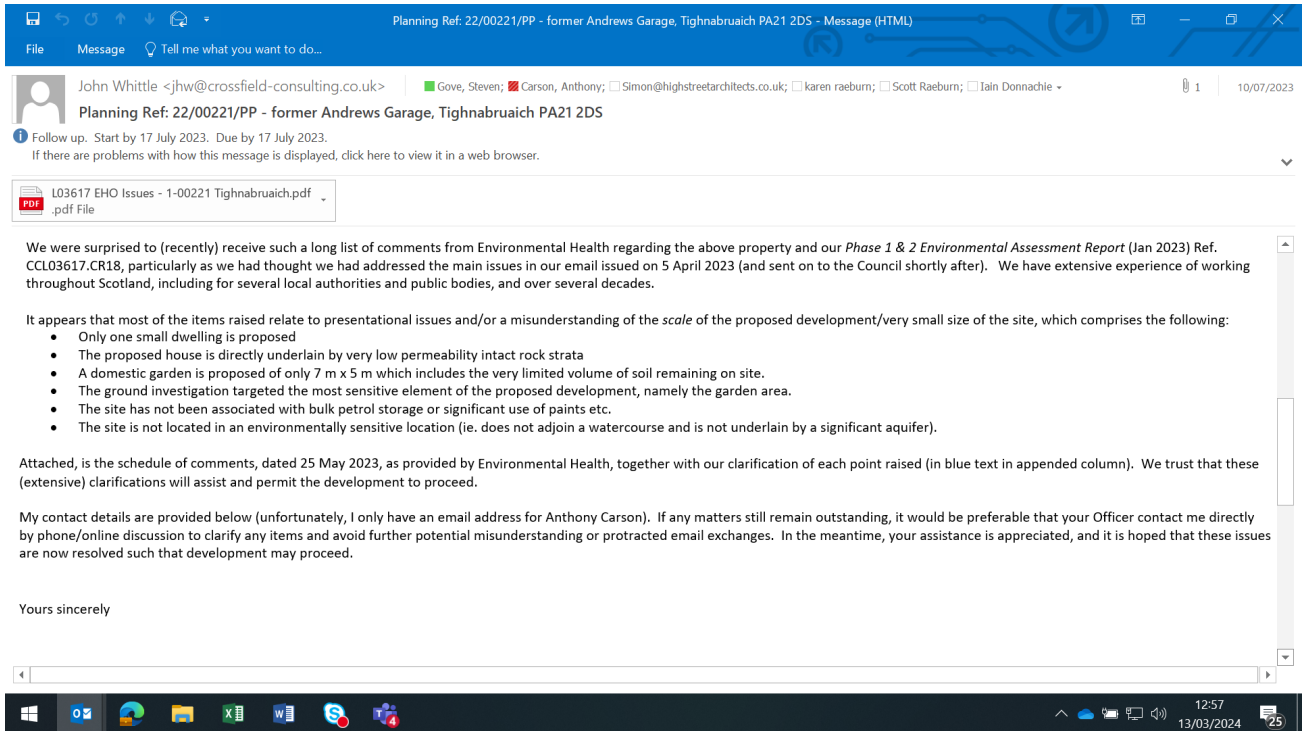 Planning Ref: 22/00221/PP - former Andrews Garage, Tighnabruaich PA21 2DS - Message (HTML)
File Message Tell me what you want to do...
John Whittle <jhw@crossfield-consulting.co.uk> Gove, Steven; Carson, Anthony; Simon@highstreetarchitects.co.uk; karen raeburn; Scott Raeburn; Iain Donnachie 1 10/07/2023
Planning Ref: 22/00221/PP - former Andrews Garage, Tighnabruaich PA21 2DS
Follow up. Start by 17 July 2023. Due by 17 July 2023.
If there are problems with how this message is displayed, click here to view it in a web browser.
PDF
L03617 EHO Issues - 1-00221 Tighnabruaich.pdf
.pdf File
We were surprised to (recently) receive such a long list of comments from Environmental Health regarding the above property and our Phase 1 & 2 Environmental Assessment Report (Jan 2023) Ref.
CCL03617.CR18, particularly as we had thought we had addressed the main issues in our email issued on 5 April 2023 (and sent on to the Council shortly after). We have extensive experience of working
throughout Scotland, including for several local authorities and public bodies, and over several decades.
It appears that most of the items raised relate to presentational issues and/or a misunderstanding of the scale of the proposed development/very small size of the site, which comprises the following:
• Only one small dwelling is proposed
• The proposed house is directly underlain by very low permeability intact rock strata
• A domestic garden is proposed of only 7 m x 5 m which includes the very limited volume of soil remaining on site.
• The ground investigation targeted the most sensitive element of the proposed development, namely the garden area.
• The site has not been associated with bulk petrol storage or significant use of paints etc.
• The site is not located in an environmentally sensitive location (ie. does not adjoin a watercourse and is not underlain by a significant aquifer).
Attached, is the schedule of comments, dated 25 May 2023, as provided by Environmental Health, together with our clarification of each point raised (in blue text in appended column). We trust that these
(extensive) clarifications will assist and permit the development to proceed.
My contact details are provided below (unfortunately, I only have an email address for Anthony Carson). If any matters still remain outstanding, it would be preferable that your Officer contact me directly
by phone/online discussion to clarify any items and avoid further potential misunderstanding or protracted email exchanges. In the meantime, your assistance is appreciated, and it is hoped that these issues
are now resolved such that development may proceed.
Yours sincerely
12:57
13/03/2024
25
4